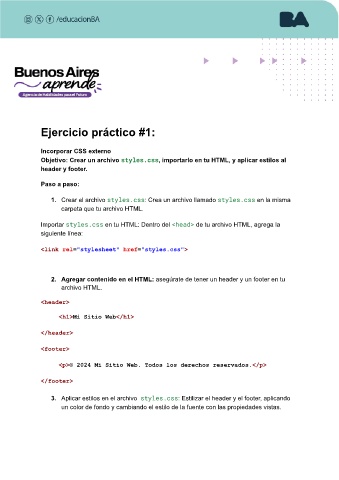 /educacionBA
BA
Buenos Aires
aprende
Agencia de Habilidades para el Futuro
Ejercicio práctico #1:
Incorporar CSS externo
Objetivo: Crear un archivo styles.css, importarlo en tu HTML, y aplicar estilos al
header y footer.
Paso a paso:
1. Crear el archivo styles.css: Crea un archivo llamado styles.css en la misma
carpeta que tu archivo HTML.
Importar styles.css en tu HTML: Dentro del <head> de tu archivo HTML, agrega la
siguiente línea:
<link rel="stylesheet" href="styles.css">
2. Agregar contenido en el HTML: asegúrate de tener un header y un footer en tu
archivo HTML.
<header>
<h1>Mi Sitio Web</h1>
</header>
<footer>
<p>© 2024 Mi Sitio Web. Todos los derechos reservados.</p>
</footer>
3. Aplicar estilos en el archivo styles.css: Estilizar el header y el footer, aplicando
un color de fondo y cambiando el estilo de la fuente con las propiedades vistas.